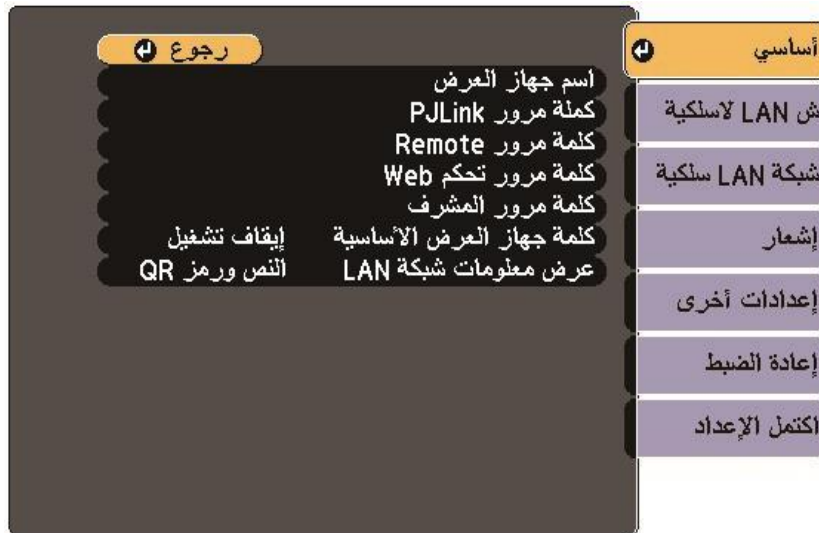 أساسي
ش LAN لاسلكية
شبكة LAN سلكية
إشعار
إعدادات أخرى
إعادة الضبط
اكتمل الإعداد
رجوع
اسم جهاز العرض
كملة مرور PJLink
كلمة مرور Remote
كلمة مرور تحكم Web
كلمة مرور المشرف
كلمة جهاز العرض الأساسية إيقاف تشغيل
عرض معلومات شبكة LAN النص ورمز QR